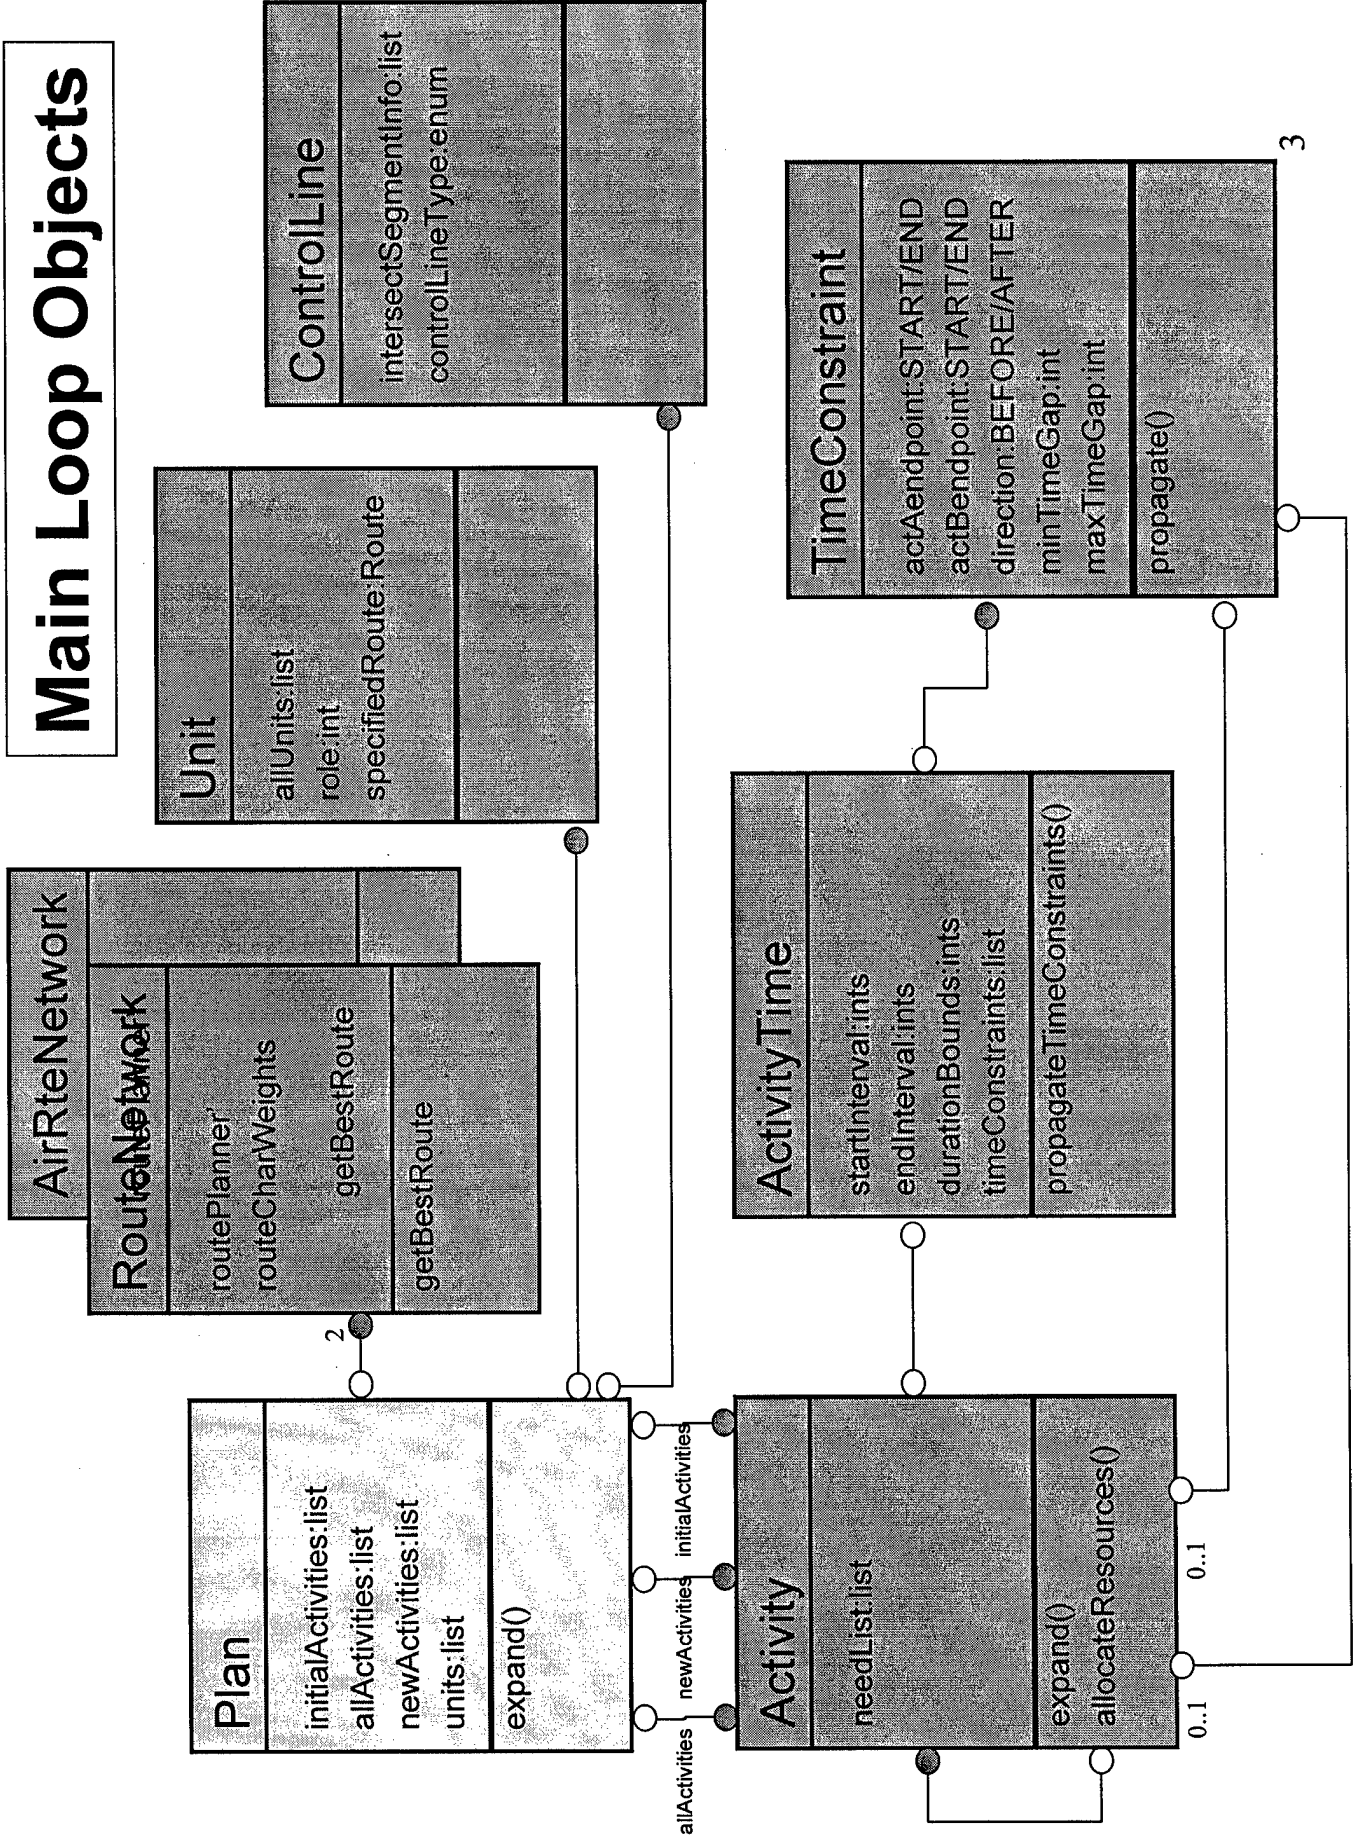 Main Loop Objects
Plan
initialActivities:list
allActivities:list
newActivities:list
units:list
expand()
AirRteNetwork
RouteNetwork
routePlanner
routeCharWeights
getBestRoute
getBestRoute
2
Unit
allUnits:list
role:int
specifiedRoute:Route
ControlLine
intersectSegmentInfo:list
controlLineType:enum
allActivities
newActivities
initialActivities
Activity
needList:list
expand()
allocateResources()
0..1
0..1
ActivityTime
startInterval:ints
endInterval:ints
durationBounds:ints
timeConstraints:list
propagateTimeConstraints()
TimeConstraint
actAendpoint:START/END
actBendpoint:START/END
direction:BEFORE/AFTER
minTimeGap:int
maxTimeGap:int
propagate()
3